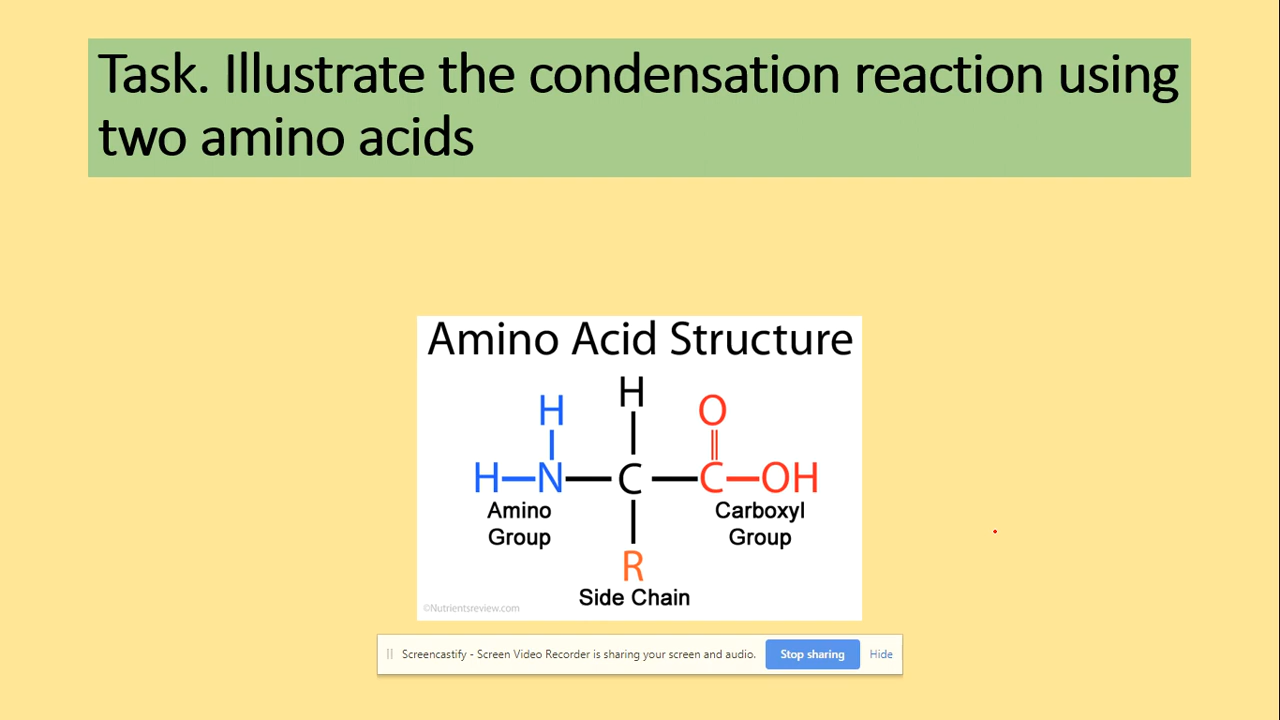 Task. Illustrate the condensation reaction using
two amino acids
Amino Acid Structure
H
H O
H N C C OH
Amino Carboxyl
Group Group
R
Side Chain
©Nutrientsreview.com
Screencastify - Screen Video Recorder is sharing your screen and audio. Stop sharing Hide